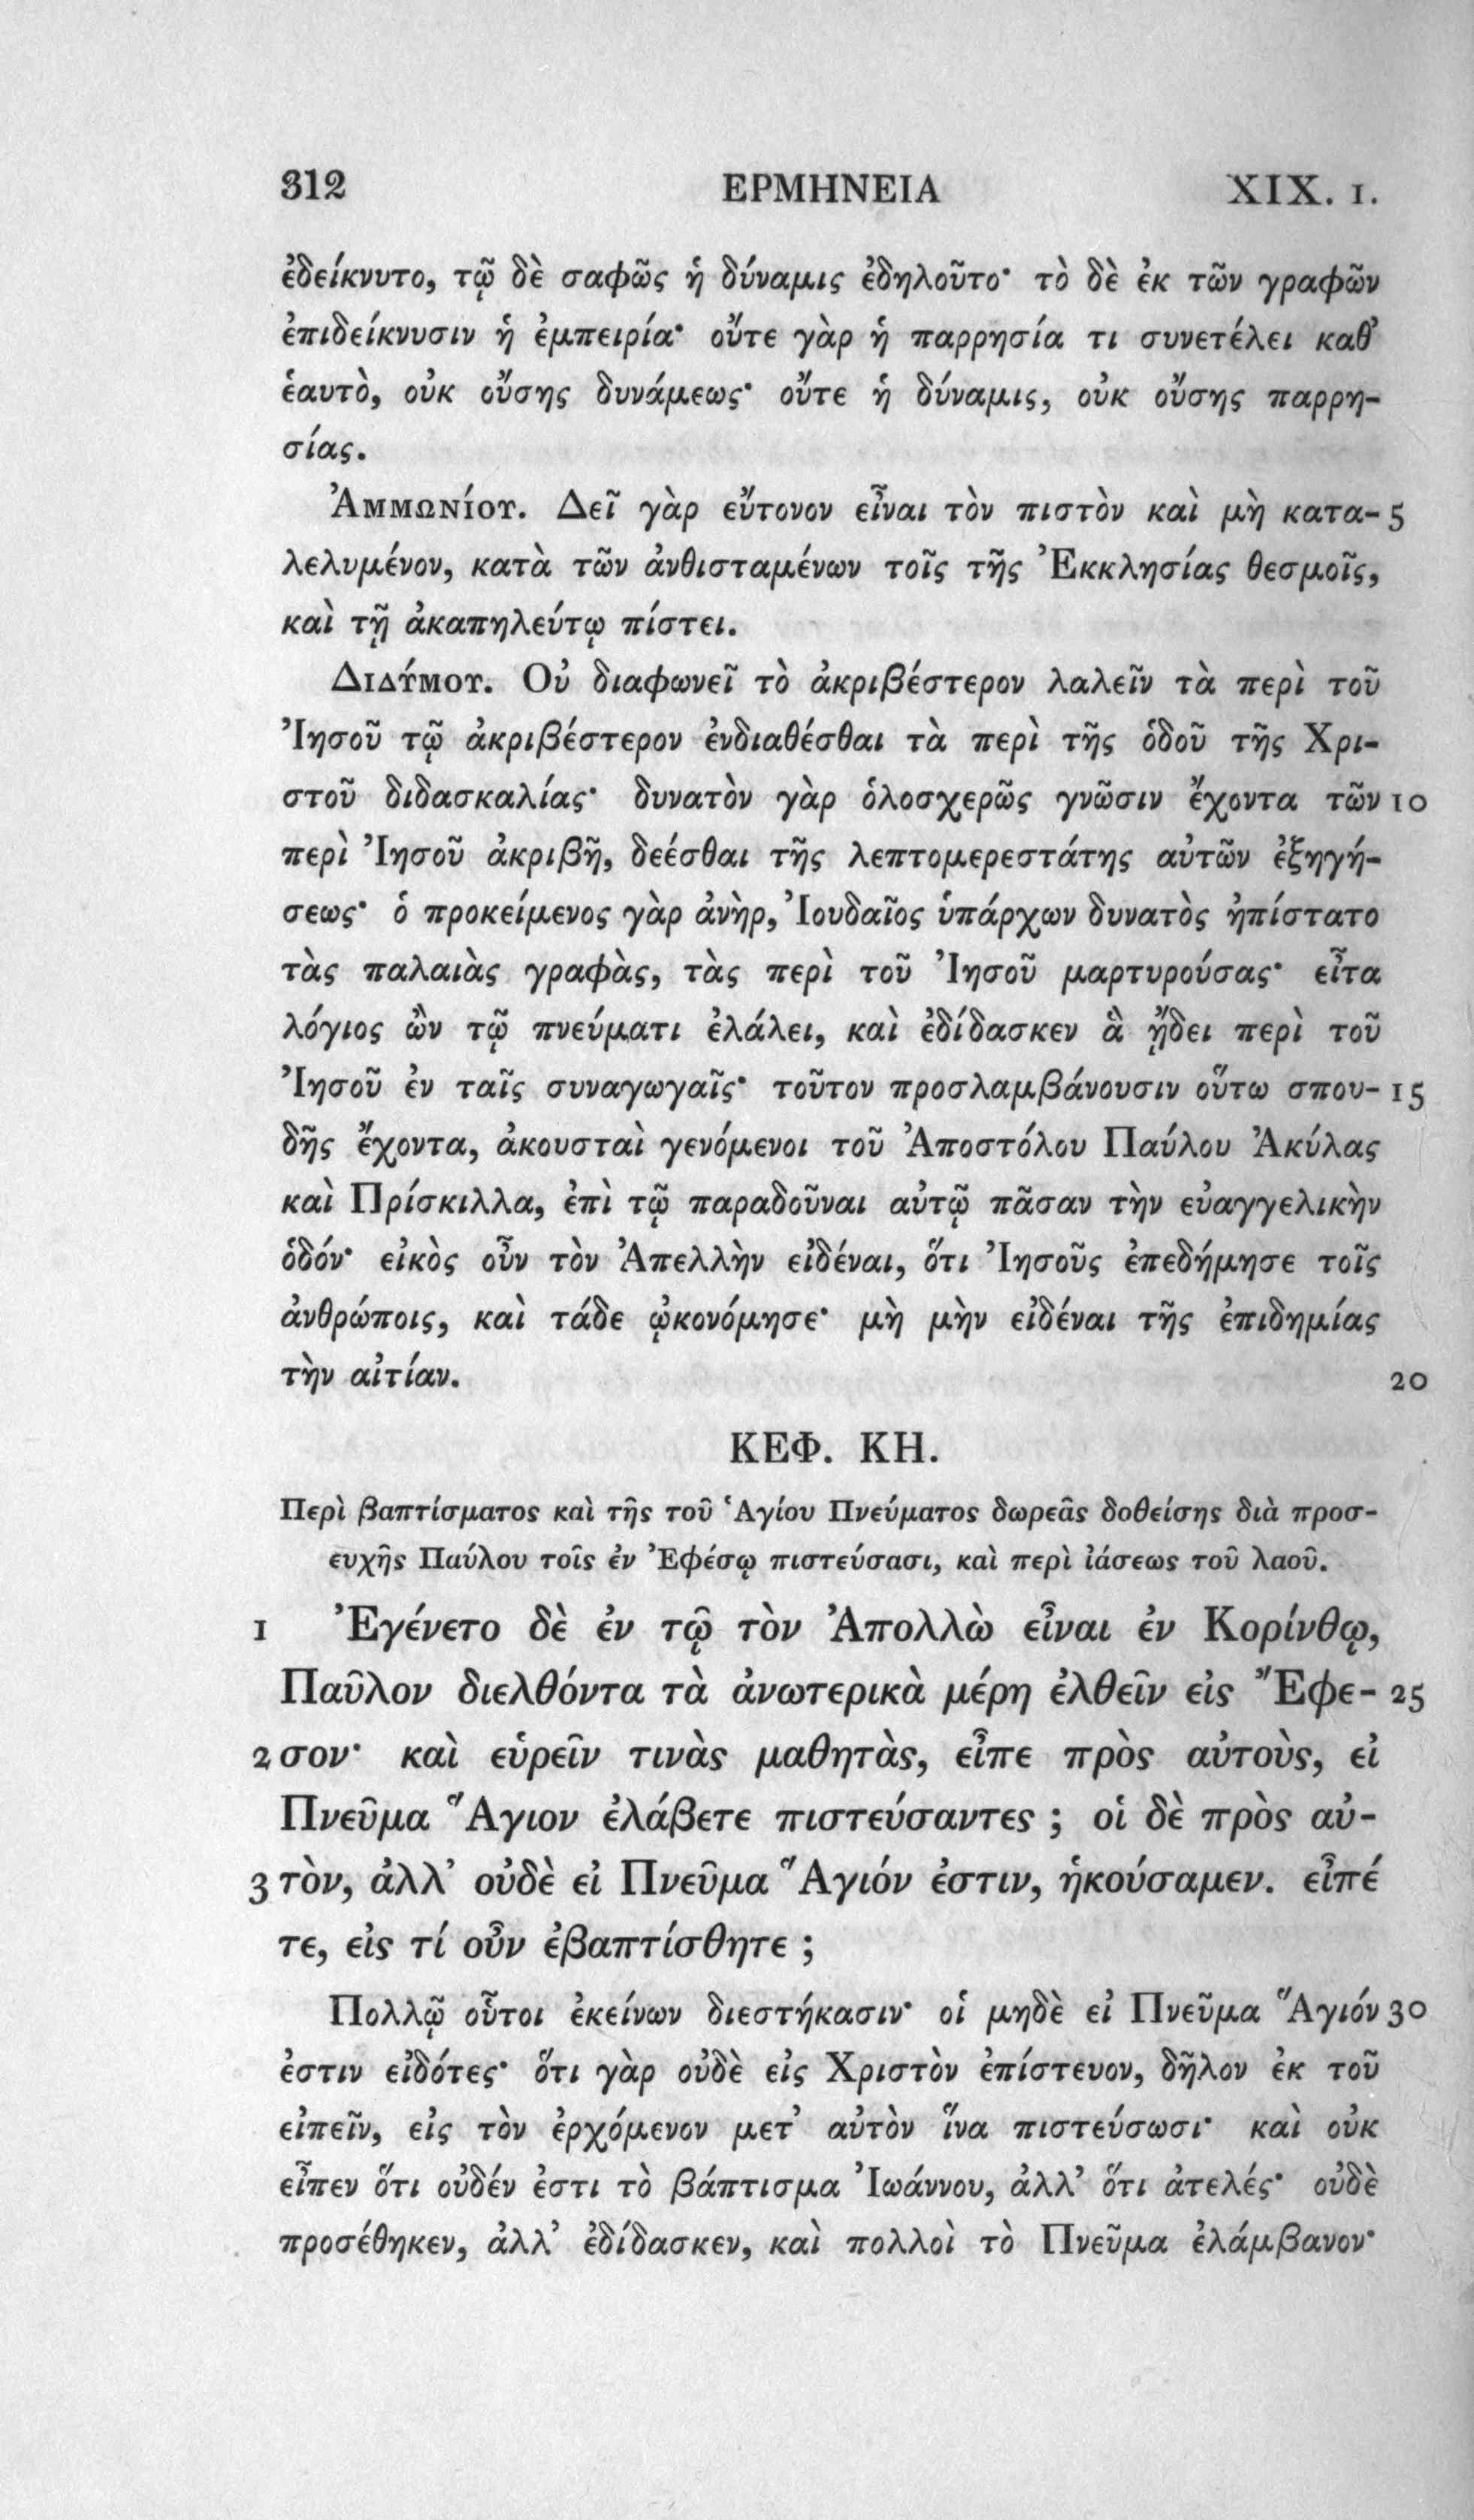 312 ΕΡΜΗΝΕΙΑ XIX. 1.
ἐδείκνυτο, τῷ δὲ σαφῶς ἡ δύναμις ἐδηλοῦτο· τὸ δὲ ἐκ τῶν γραφῶν
ἐπιδείκνυσιν ἡ ἐμπειρία· οὔτε γὰρ ἡ παρρησία τι συνετέλει καθ’
ἑαυτὸ, οὐκ οὔσης δυνάμεως· οὔτε ἡ δύναμις, οὐκ οὔσης παρρη-
σίας.
Ἀμμωνίου. Δεῖ γὰρ εὔτονον εἶναι τὸν πιστὸν καὶ μὴ κατα- 5
λελυμένον, κατὰ τῶν ἀνθισταμένων τοῖς τῆς Ἐκκλησίας θεσμοῖς,
καὶ τῇ ἀκαπηλεύτῳ πίστει.
Διδύμου. Οὐ διαφωνεῖ τὸ ἀκριβέστερον λαλεῖν τὰ περὶ τοῦ
Ἰησοῦ τῷ ἀκριβέστερον ἐνδιαθέσθαι τὰ περὶ τῆς ὁδοῦ τῆς Χρι-
στοῦ διδασκαλίας· δυνατὸν γὰρ ὁλοσχερῶς γνῶσιν ἔχοντα τῶν 10
περὶ Ἰησοῦ ἀκριβῆ, δεέσθαι τῆς λεπτομερεστάτης αὐτῶν ἐξηγή-
σεως· ὁ προκείμενος γὰρ ἀνὴρ, Ἰουδαῖος ὑπάρχων δυνατὸς ἠπίστατο
τὰς παλαιὰς γραφὰς, τὰς περὶ τοῦ Ἰησοῦ μαρτυρούσας· εἶτα
λόγιος ὢν τῷ πνεύματι ἐλάλει, καὶ ἐδίδασκεν ἃ ᾔδει περὶ τοῦ
Ἰησοῦ ἐν ταῖς συναγωγαῖς· τοῦτον προσλαμβάνουσιν οὕτω σπου- 15
δῆς ἔχοντα, ἀκουσταὶ γενόμενοι τοῦ Ἀποστόλου Παύλου Ἀκύλας
καὶ Πρίσκιλλα, ἐπὶ τῷ παραδοῦναι αὐτῷ πᾶσαν τὴν εὐαγγελικὴν
ὁδόν· εἰκὸς οὖν τὸν Ἀπελλὴν εἰδέναι, ὅτι Ἰησοῦς ἐπεδήμησε τοῖς
ἀνθρώποις, καὶ τάδε ᾠκονόμησε· μὴ μὴν εἰδέναι τῆς ἐπιδημίας
τὴν αἰτίαν. 20
ΚΕΦ. ΚΗ.
Περὶ βαπτίσματος καὶ τῆς τοῦ Ἁγίου Πνεύματος δωρεᾶς δοθείσης διὰ προσ-
ευχῆς Παύλου τοῖς ἐν Ἐφέσῳ πιστεύσασι, καὶ περὶ ἰάσεως τοῦ λαοῦ.
1 Ἐγένετο δὲ ἐν τῷ τὸν Ἀπολλὼ εἶναι ἐν Κορίνθῳ,
Παῦλον διελθόντα τὰ ἀνωτερικὰ μέρη ἐλθεῖν εἰς Ἔφε- 25
2 σον· καὶ εὑρεῖν τινὰς μαθητὰς, εἶπε πρὸς αὐτοὺς, εἰ
Πνεῦμα Ἅγιον ἐλάβετε πιστεύσαντες ; οἱ δὲ πρὸς αὐ-
3 τὸν, ἀλλ’ οὐδὲ εἰ Πνεῦμα Ἅγιόν ἐστιν, ἡκούσαμεν. εἶπέ
τε, εἰς τί οὖν ἐβαπτίσθητε ;
Πολλῷ οὗτοι ἐκείνων διεστήκασιν· οἱ μηδὲ εἰ Πνεῦμα Ἅγιόν 30
ἐστιν εἰδότες· ὅτι γὰρ οὐδὲ εἰς Χριστὸν ἐπίστευον, δῆλον ἐκ τοῦ
εἰπεῖν, εἰς τὸν ἐρχόμενον μετ’ αὐτὸν ἵνα πιστεύσωσι· καὶ οὐκ
εἶπεν ὅτι οὐδέν ἐστι τὸ βάπτισμα Ἰωάννου, ἀλλ’ ὅτι ἀτελές· οὐδὲ
προσέθηκεν, ἀλλ’ ἐδίδασκεν, καὶ πολλοὶ τὸ Πνεῦμα ἐλάμβανον·